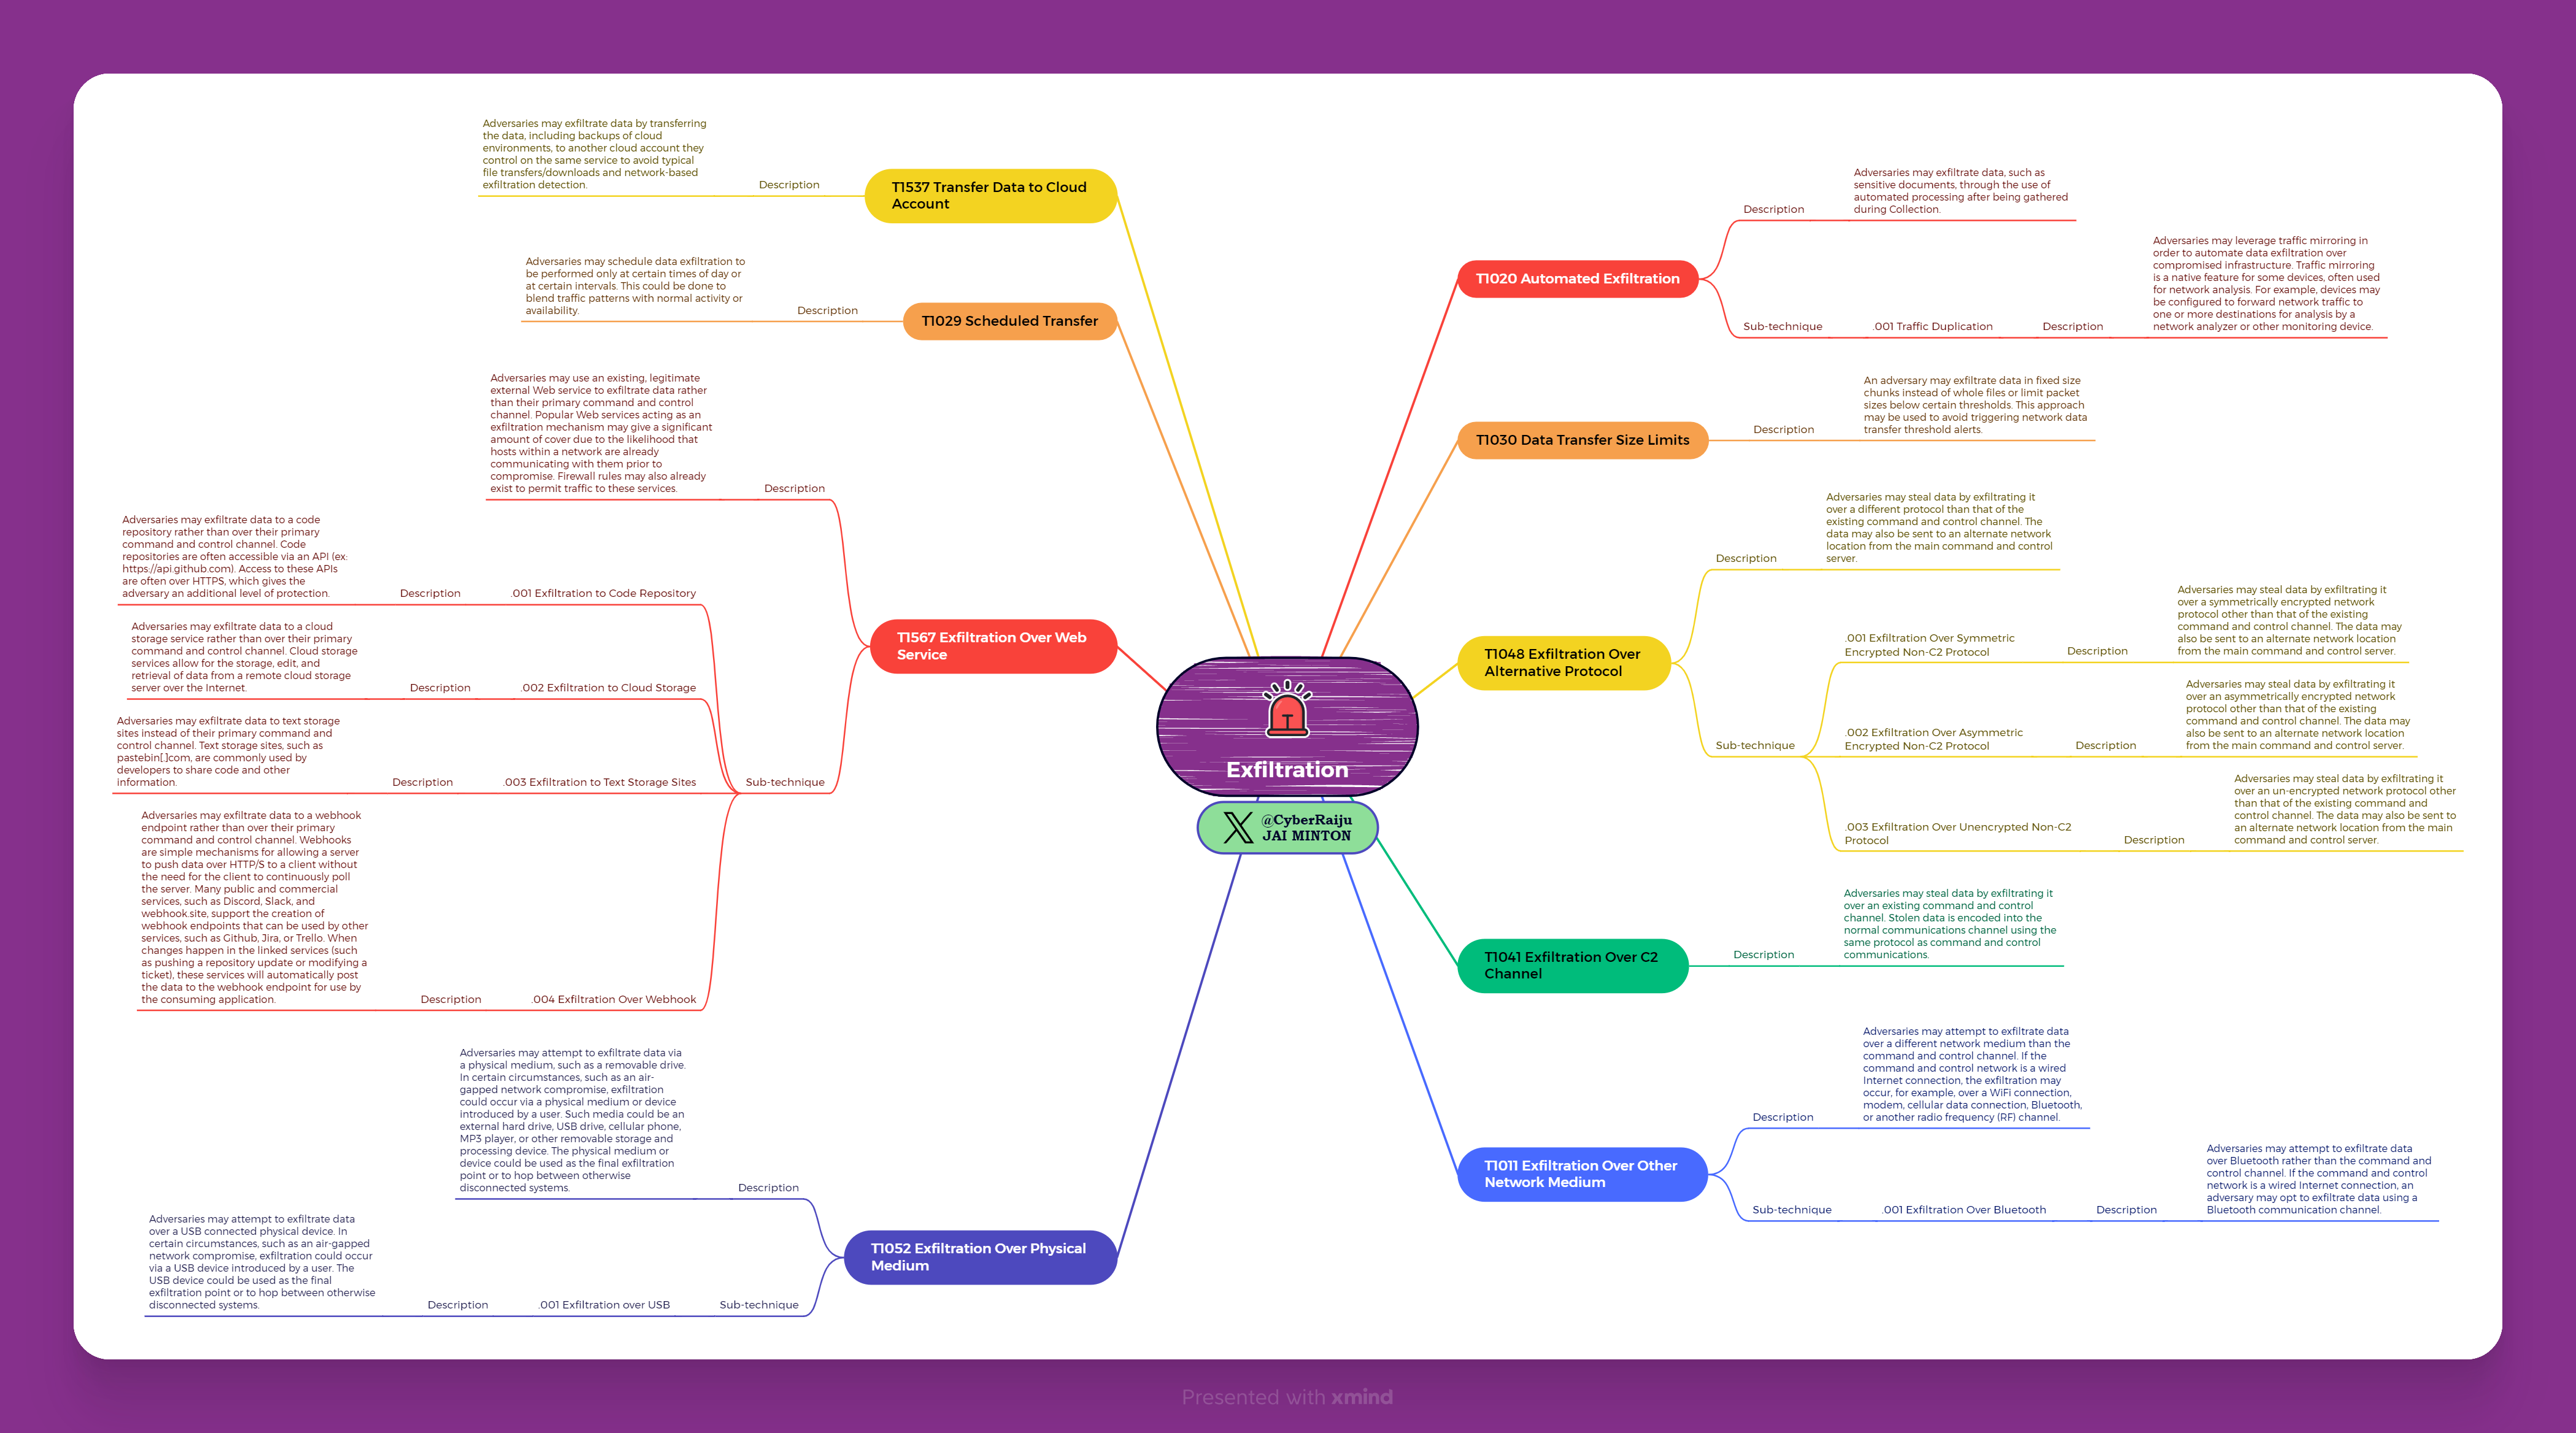 Exfiltration
@CyberRaiju
JAI MINTON
T1020 Automated Exfiltration
Description
Adversaries may exfiltrate data, such as
sensitive documents, through the use of
automated processing after being gathered
during Collection.
Sub-technique
.001 Traffic Duplication
Description
Adversaries may leverage traffic mirroring in
order to automate data exfiltration over
compromised infrastructure. Traffic mirroring
is a native feature for some devices, often used
for network analysis. For example, devices may
be configured to forward network traffic to
one or more destinations for analysis by a
network analyzer or other monitoring device.
T1030 Data Transfer Size Limits
Description
An adversary may exfiltrate data in fixed size
chunks instead of whole files or limit packet
sizes below certain thresholds. This approach
may be used to avoid triggering network data
transfer threshold alerts.
T1048 Exfiltration Over
Alternative Protocol
Description
Adversaries may steal data by exfiltrating it
over a different protocol than that of the
existing command and control channel. The
data may also be sent to an alternate network
location from the main command and control
server.
Sub-technique
.001 Exfiltration Over Symmetric
Encrypted Non-C2 Protocol
Description
Adversaries may steal data by exfiltrating it
over a symmetrically encrypted network
protocol other than that of the existing
command and control channel. The data may
also be sent to an alternate network location
from the main command and control server.
.002 Exfiltration Over Asymmetric
Encrypted Non-C2 Protocol
Description
Adversaries may steal data by exfiltrating it
over an asymmetrically encrypted network
protocol other than that of the existing
command and control channel. The data may
also be sent to an alternate network location
from the main command and control server.
.003 Exfiltration Over Unencrypted Non-C2
Protocol
Description
Adversaries may steal data by exfiltrating it
over an un-encrypted network protocol other
than that of the existing command and
control channel. The data may also be sent to
an alternate network location from the main
command and control server.
T1041 Exfiltration Over C2
Channel
Description
Adversaries may steal data by exfiltrating it
over an existing command and control
channel. Stolen data is encoded into the
normal communications channel using the
same protocol as command and control
communications.
T1011 Exfiltration Over Other
Network Medium
Description
Adversaries may attempt to exfiltrate data
over a different network medium than the
command and control channel. If the
command and control network is a wired
Internet connection, the exfiltration may
occur, for example, over a WiFi connection,
modem, cellular data connection, Bluetooth,
or another radio frequency (RF) channel.
Sub-technique
.001 Exfiltration Over Bluetooth
Description
Adversaries may attempt to exfiltrate data
over Bluetooth rather than the command and
control channel. If the command and control
network is a wired Internet connection, an
adversary may opt to exfiltrate data using a
Bluetooth communication channel.
T1537 Transfer Data to Cloud
Account
Description
Adversaries may exfiltrate data by transferring
the data, including backups of cloud
environments, to another cloud account they
control on the same service to avoid typical
file transfers/downloads and network-based
exfiltration detection.
T1029 Scheduled Transfer
Description
Adversaries may schedule data exfiltration to
be performed only at certain times of day or
at certain intervals. This could be done to
blend traffic patterns with normal activity or
availability.
T1567 Exfiltration Over Web
Service
Description
Adversaries may use an existing, legitimate
external Web service to exfiltrate data rather
than their primary command and control
channel. Popular Web services acting as an
exfiltration mechanism may give a significant
amount of cover due to the likelihood that
hosts within a network are already
communicating with them prior to
compromise. Firewall rules may also already
exist to permit traffic to these services.
Sub-technique
.001 Exfiltration to Code Repository
Description
Adversaries may exfiltrate data to a code
repository rather than over their primary
command and control channel. Code
repositories are often accessible via an API (ex:
https://api.github.com). Access to these APIs
are often over HTTPS, which gives the
adversary an additional level of protection.
.002 Exfiltration to Cloud Storage
Description
Adversaries may exfiltrate data to a cloud
storage service rather than over their primary
command and control channel. Cloud storage
services allow for the storage, edit, and
retrieval of data from a remote cloud storage
server over the Internet.
.003 Exfiltration to Text Storage Sites
Description
Adversaries may exfiltrate data to text storage
sites instead of their primary command and
control channel. Text storage sites, such as
pastebin[.]com, are commonly used by
developers to share code and other
information.
.004 Exfiltration Over Webhook
Description
Adversaries may exfiltrate data to a webhook
endpoint rather than over their primary
command and control channel. Webhooks
are simple mechanisms for allowing a server
to push data over HTTP/S to a client without
the need for the client to continuously poll
the server. Many public and commercial
services, such as Discord, Slack, and
webhook.site, support the creation of
webhook endpoints that can be used by other
services, such as Github, Jira, or Trello. When
changes happen in the linked services (such
as pushing a repository update or modifying a
ticket), these services will automatically post
the data to the webhook endpoint for use by
the consuming application.
T1052 Exfiltration Over Physical
Medium
Description
Adversaries may attempt to exfiltrate data via
a physical medium, such as a removable drive.
In certain circumstances, such as an air-
gapped network compromise, exfiltration
could occur via a physical medium or device
introduced by a user. Such media could be an
external hard drive, USB drive, cellular phone,
MP3 player, or other removable storage and
processing device. The physical medium or
device could be used as the final exfiltration
point or to hop between otherwise
disconnected systems.
Sub-technique
.001 Exfiltration over USB
Description
Adversaries may attempt to exfiltrate data
over a USB connected physical device. In
certain circumstances, such as an air-gapped
network compromise, exfiltration could occur
via a USB device introduced by a user. The
USB device could be used as the final
exfiltration point or to hop between otherwise
disconnected systems.
Presented with xmind